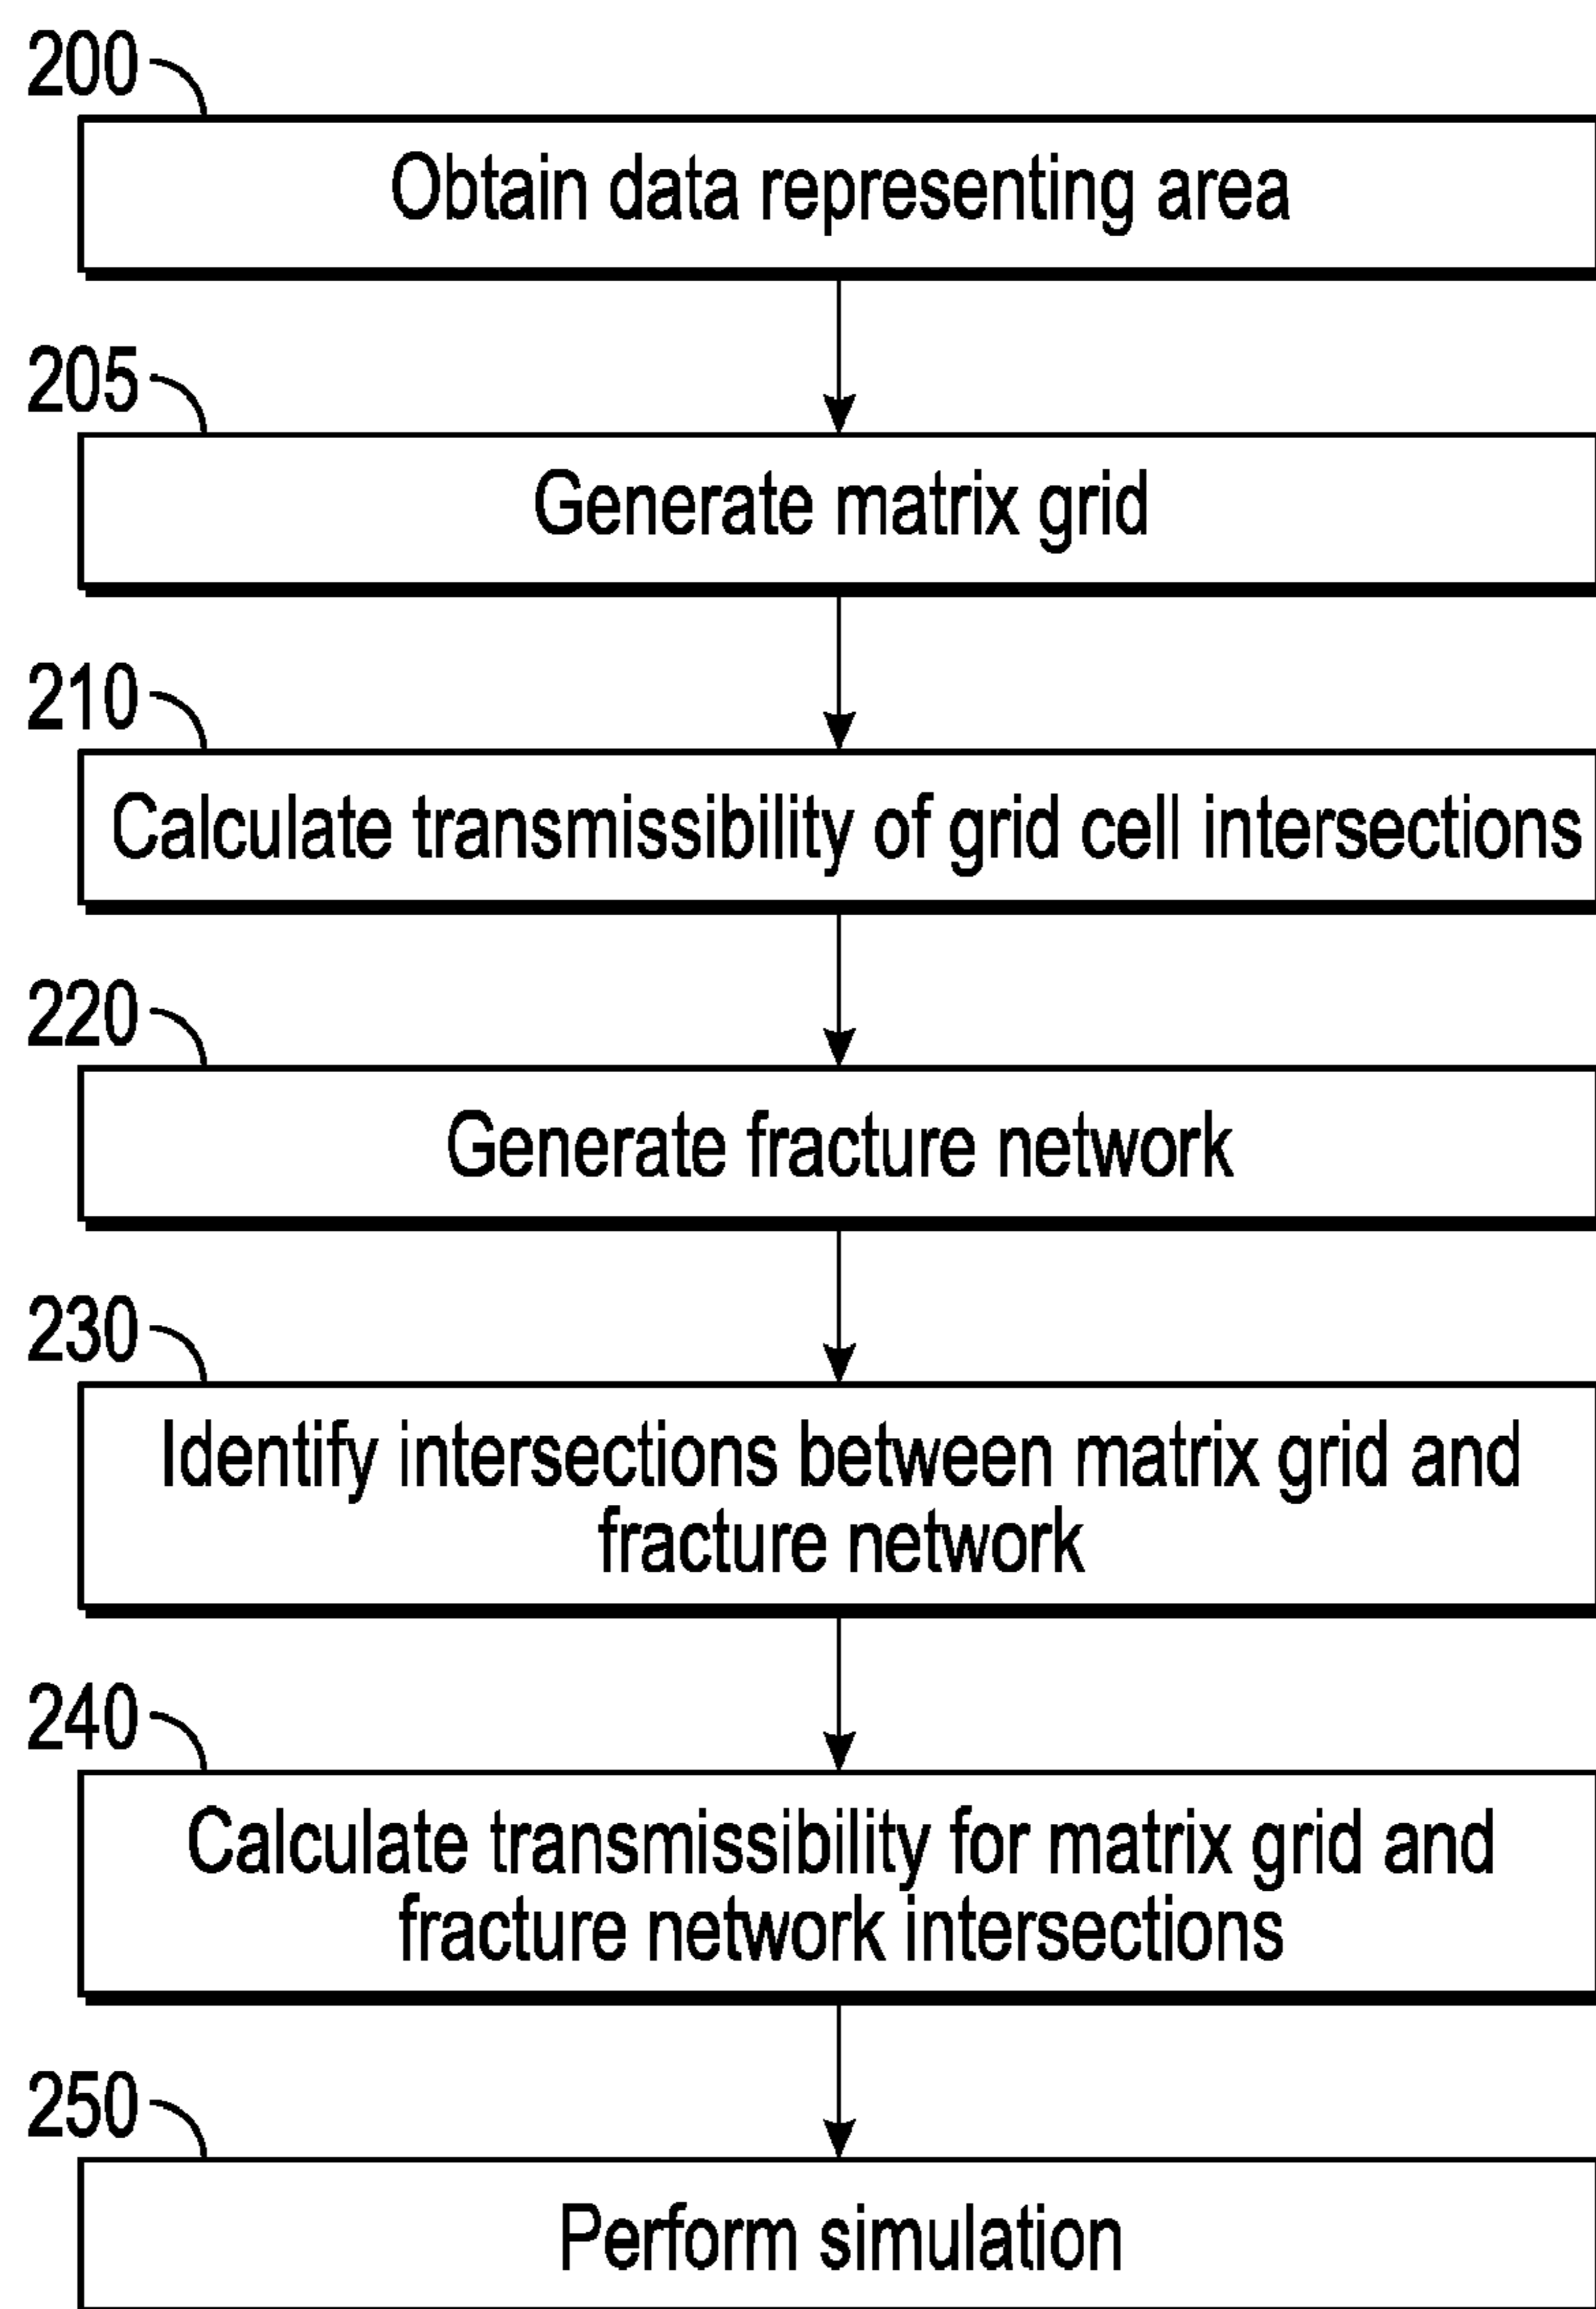 200
Obtain data representing area
205
Generate matrix grid
210
Calculate transmissibility of grid cell intersections
220
Generate fracture network
230
Identify intersections between matrix grid and
fracture network
240
Calculate transmissibility for matrix grid and
fracture network intersections
250
Perform simulation